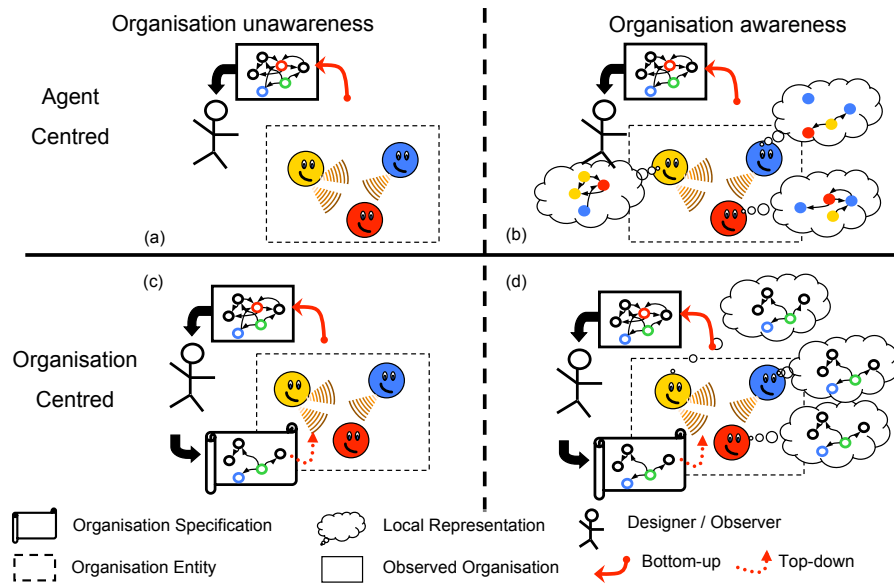 Organisation unawareness
Organisation awareness
Agent
Centred
(a)
(b)
(c)
(d)
Organisation
Centred
Organisation Specification
Local Representation
Designer / Observer
Organisation Entity
Observed Organisation
Bottom-up
Top-down